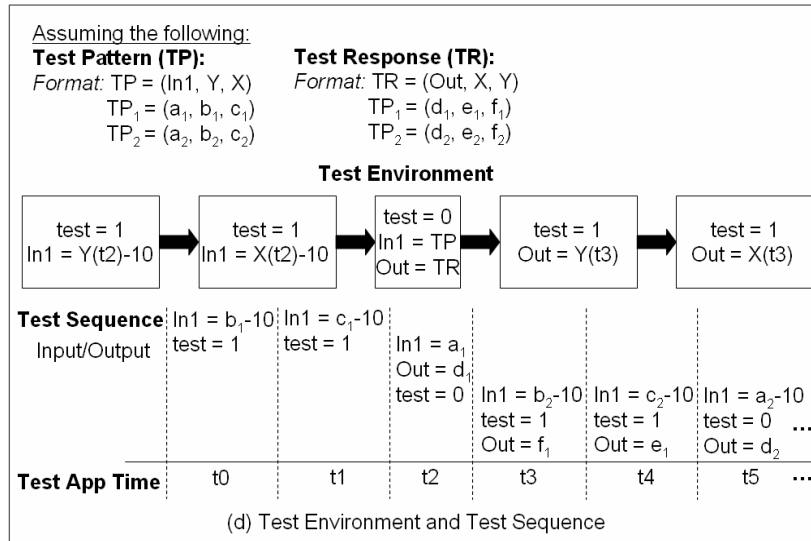 Assuming the following:
Test Pattern (TP):
Format: TP = (In1, Y, X)
TP₁ = (a₁, b₁, c₁)
TP₂ = (a₂, b₂, c₂)
Test Response (TR):
Format: TR = (Out, X, Y)
TP₁ = (d₁, e₁, f₁)
TP₂ = (d₂, e₂, f₂)
Test Environment
test = 1
In1 = Y(t2)-10
test = 1
In1 = X(t2)-10
test = 0
In1 = TP
Out = TR
test = 1
Out = Y(t3)
test = 1
Out = X(t3)
Test Sequence
Input/Output
In1 = b₁-10
test = 1
In1 = c₁-10
test = 1
In1 = a₁
Out = d₁
test = 0
In1 = b₂-10
test = 1
Out = f₁
In1 = c₂-10
test = 1
Out = e₁
In1 = a₂-10
test = 0
Out = d₂
...
Test App Time t0 t1 t2 t3 t4 t5 ...
(d) Test Environment and Test Sequence